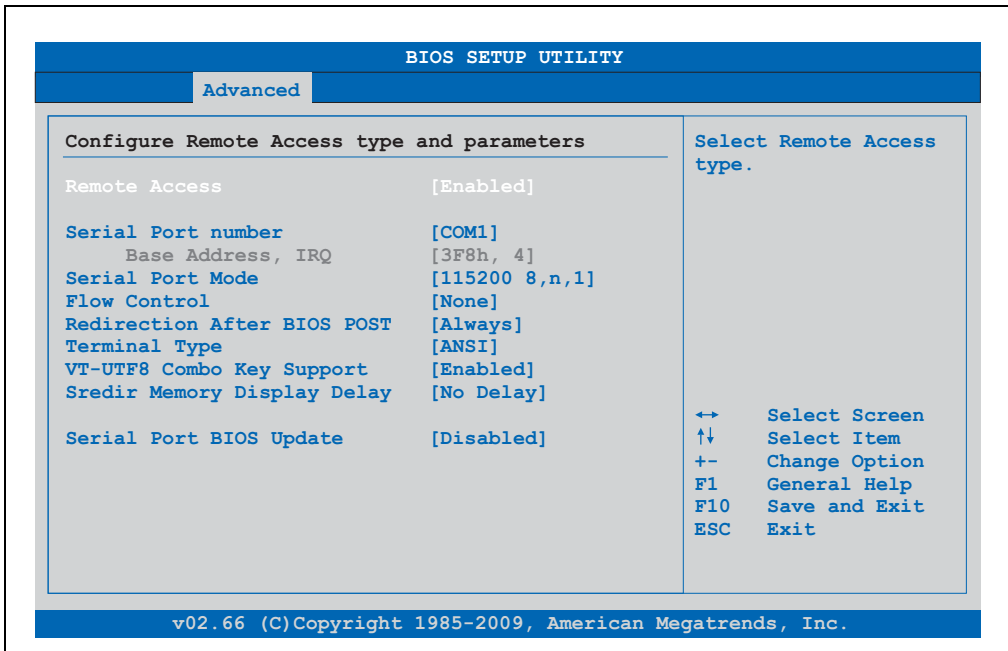 BIOS SETUP UTILITY
Advanced
Configure Remote Access type and parameters
Remote Access [Enabled]
Serial Port number [COM1]
Base Address, IRQ [3F8h, 4]
Serial Port Mode [115200 8,n,1]
Flow Control [None]
Redirection After BIOS POST [Always]
Terminal Type [ANSI]
VT-UTF8 Combo Key Support [Enabled]
Sredir Memory Display Delay [No Delay]
Serial Port BIOS Update [Disabled]
Select Remote Access
type.
↔ Select Screen
↑↓ Select Item
+- Change Option
F1 General Help
F10 Save and Exit
ESC Exit
v02.66 (C)Copyright 1985-2009, American Megatrends, Inc.